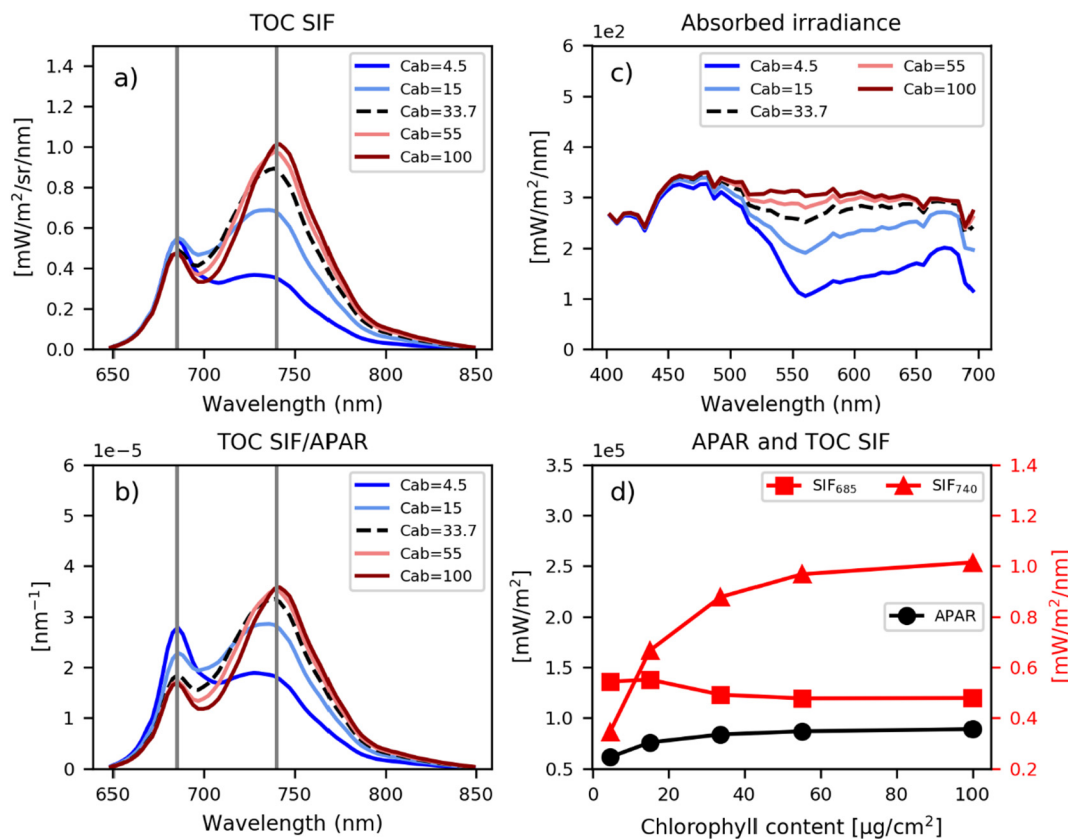 TOC SIF
a)
[mW/m²/sr/nm]
1.4
1.2
1.0
0.8
0.6
0.4
0.2
0.0
Cab=4.5
Cab=15
Cab=33.7
Cab=55
Cab=100
650 700 750 800 850
Wavelength (nm)
Absorbed irradiance
1e2
c)
[mW/m²/nm]
6
5
4
3
2
1
0
Cab=4.5 Cab=55
Cab=15 Cab=100
Cab=33.7
400 450 500 550 600 650 700
Wavelength (nm)
TOC SIF/APAR
1e−5
b)
[nm⁻¹]
6
5
4
3
2
1
0
Cab=4.5
Cab=15
Cab=33.7
Cab=55
Cab=100
650 700 750 800 850
Wavelength (nm)
APAR and TOC SIF
1e5
d)
[mW/m²]
3.5
3.0
2.5
2.0
1.5
1.0
0.5
SIF₆₈₅ SIF₇₄₀
APAR
1.4
1.2
1.0
0.8
0.6
0.4
0.2
[mW/m²/nm]
0 20 40 60 80 100
Chlorophyll content [µg/cm²]